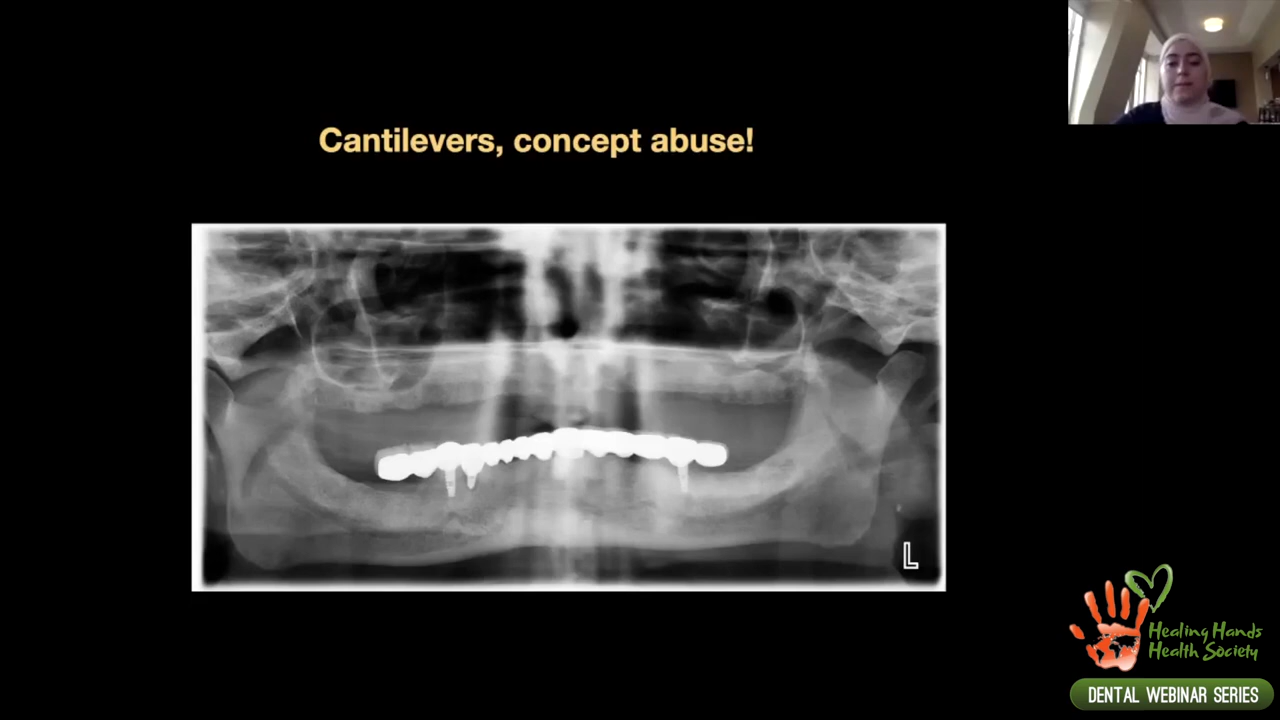 Cantilevers, concept abuse!
L
Healing Hands
Health Society
DENTAL WEBINAR SERIES